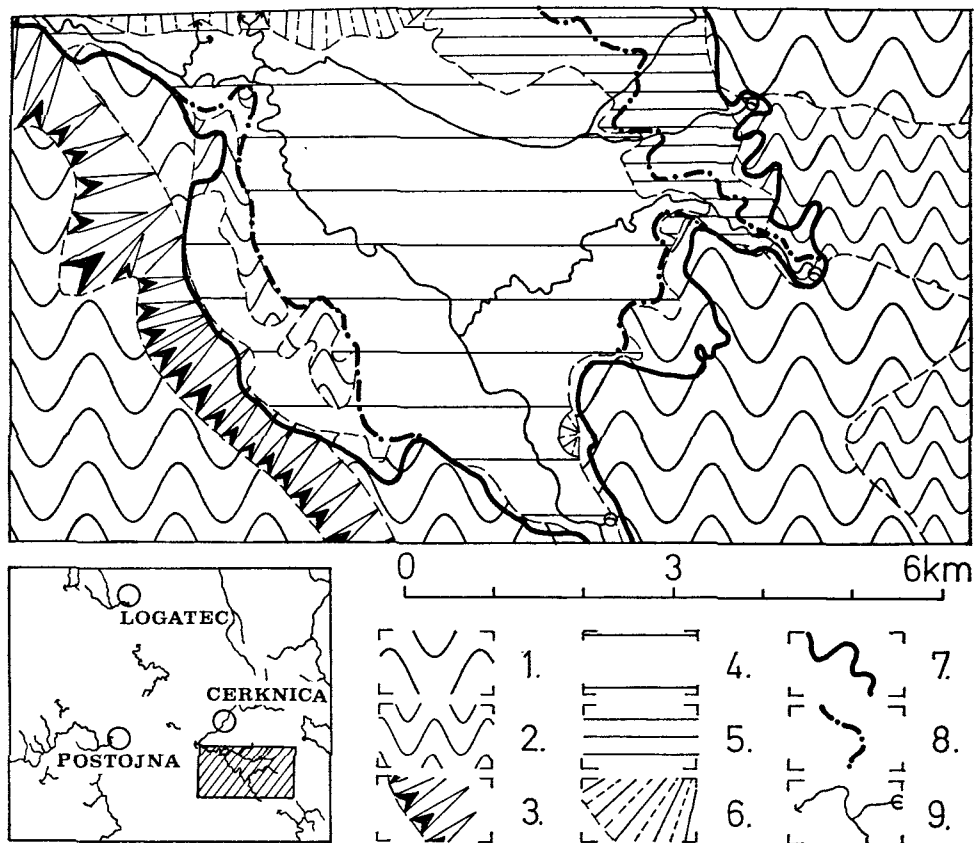 0 3 6km
LOGATEC
CERKNICA
POSTOJNA
1. 4. 7.
2. 5. 8.
3. 6. 9.